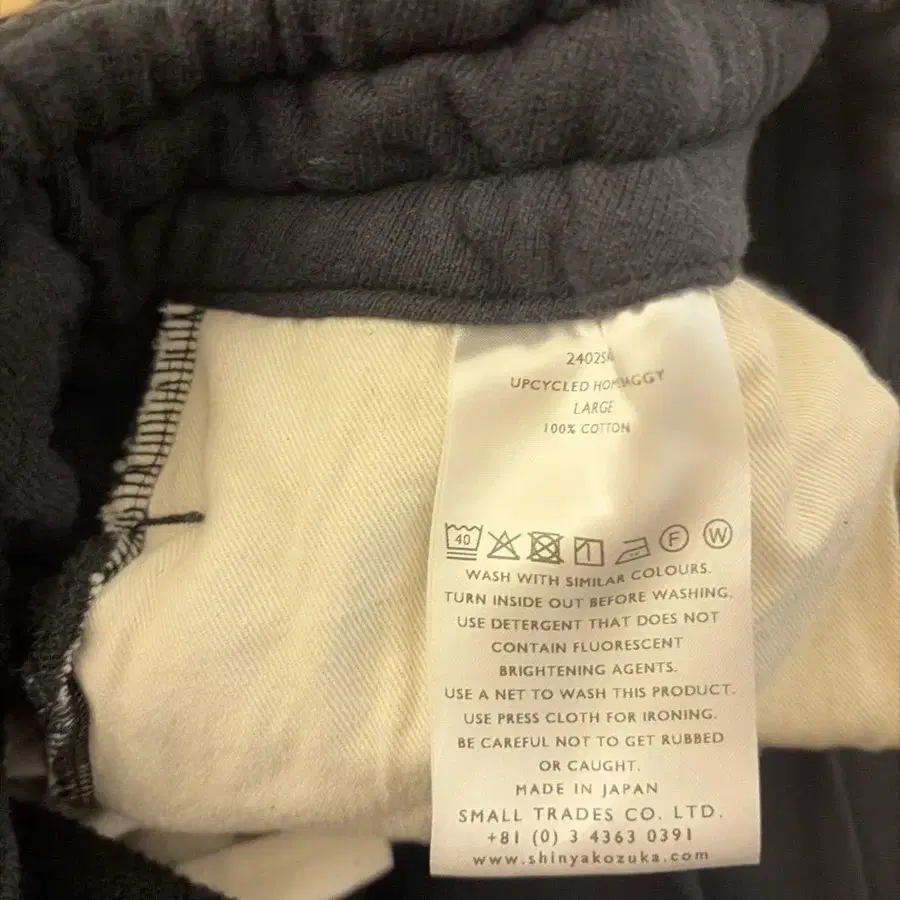 UPCYCLED
LARGE
100% COTTON
40
F W
WASH WITH SIMILAR COLOURS.
TURN INSIDE OUT BEFORE WASHING.
USE DETERGENT THAT DOES NOT
CONTAIN FLUORESCENT
BRIGHTENING AGENTS.
USE A NET TO WASH THIS PRODUCT.
USE PRESS CLOTH FOR IRONING.
BE CAREFUL NOT TO GET RUBBED
OR CAUGHT.
MADE IN JAPAN
SMALL TRADES CO. LTD.
+81 (0) 3 4363 0391
www.shinyakozuka.com